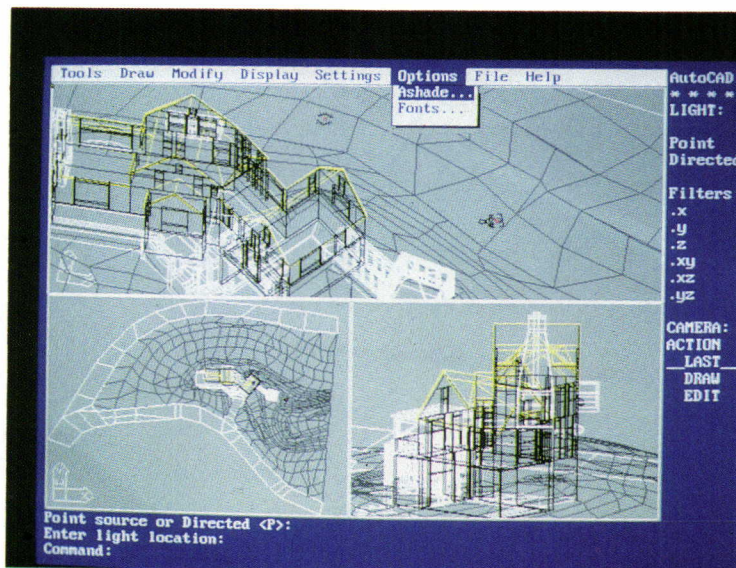 Tools Draw Modify Display Settings Options File Help
Ashade...
Fonts...
AutoCAD
* * * *
LIGHT:
Point
Directed
Filters
.x
.y
.z
.xy
.xz
.yz
CAMERA:
ACTION
__LAST__
DRAW
EDIT
Point source or Directed <P>:
Enter light location:
Command: